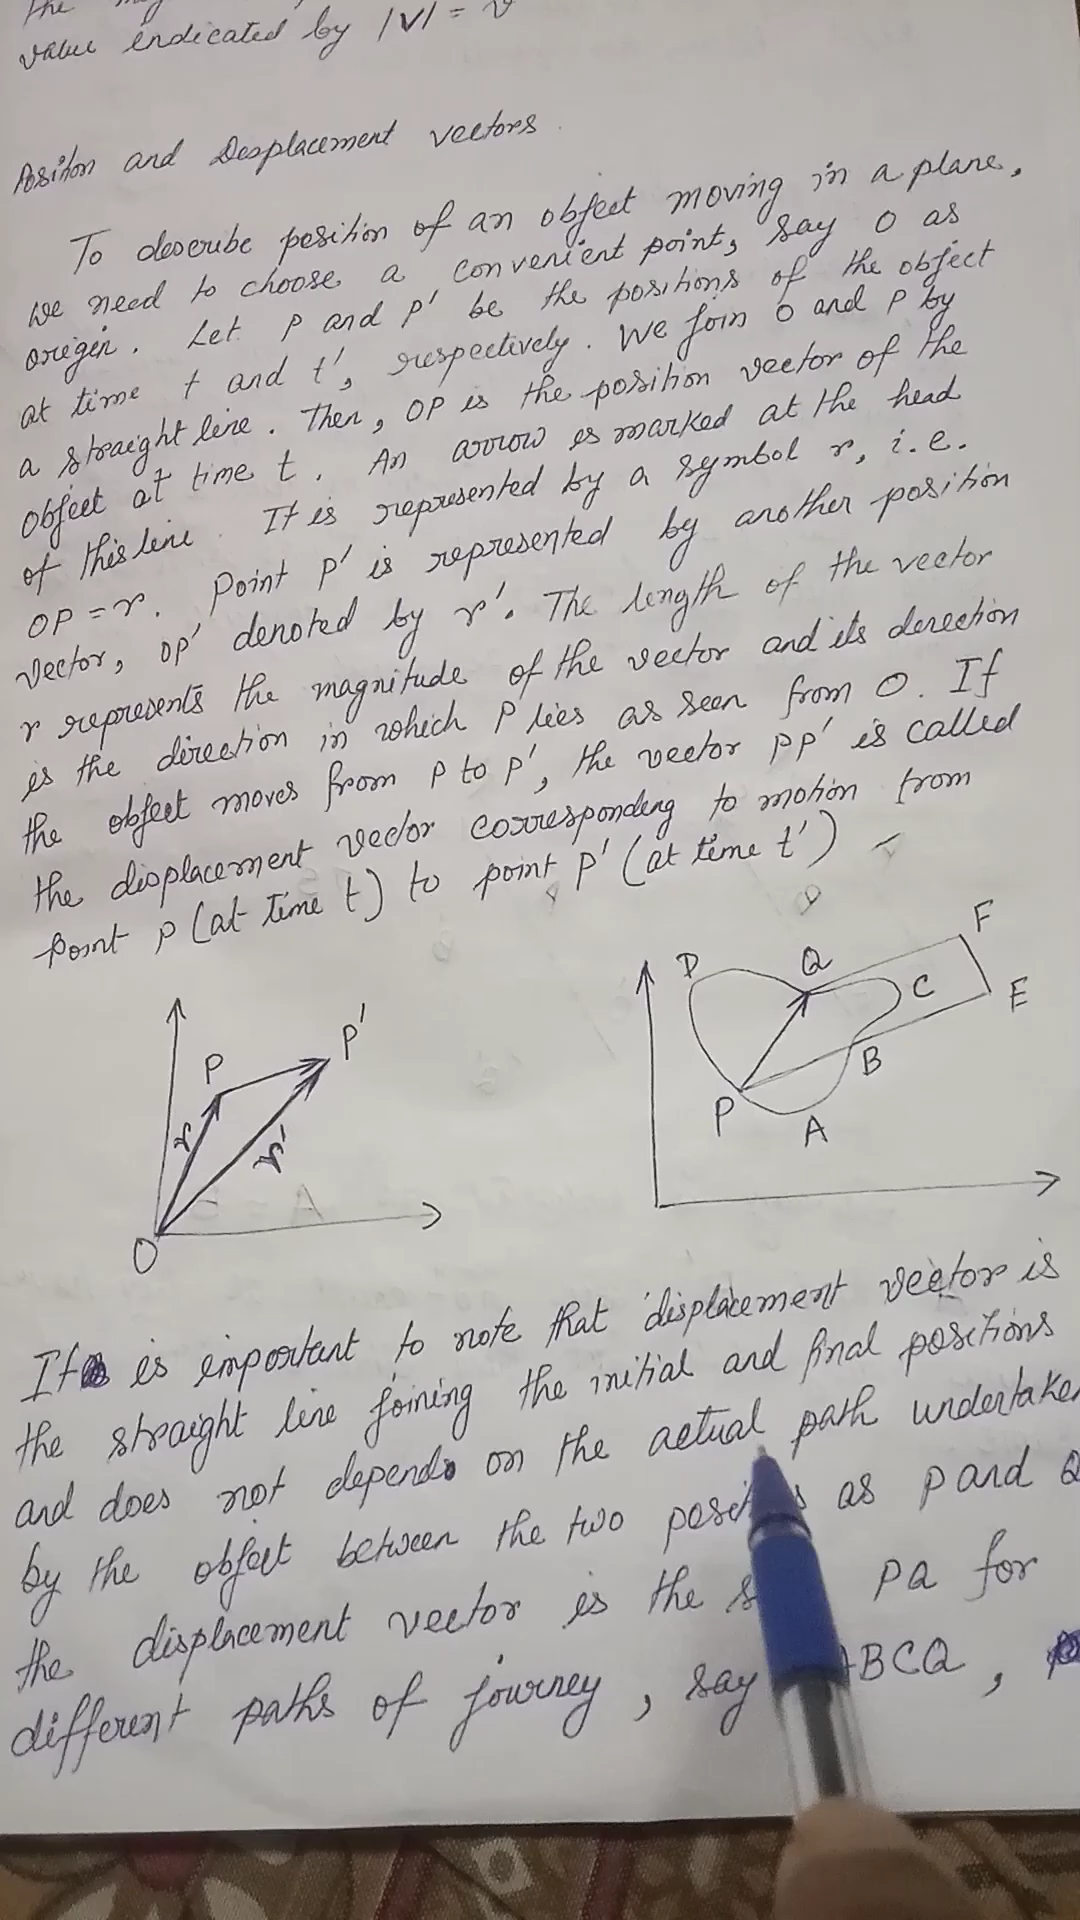 the
value indicated by |V| = v
Positon and Desplacement vectors.
To describe position of an object moving in a plane,
we need to choose a convenient point, say O as
origin. Let P and P' be the positions of the object
at time t and t', respectively. We join O and P by
a straight line. Then, OP is the position vector of the
object at time t. An arrow is marked at the head
of this line. It is represented by a symbol r, i.e.
OP = r. Point P' is represented by another position
vector, OP' denoted by r'. The length of the vector
r represents the magnitude of the vector and its direction
is the direction in which P lies as seen from O. If
the object moves from P to P', the vector PP' is called
the displacement vector corresponding to motion from
point P (at time t) to point P' (at time t')
P P' r r' O
D Q F C E B P A
It is important to note that displacement vector is
the straight line joining the initial and final positions
and does not depend on the actual path undertaken
by the object between the two as P and Q
the displacement vector is the PQ for
different paths of journey, say ABCQ,